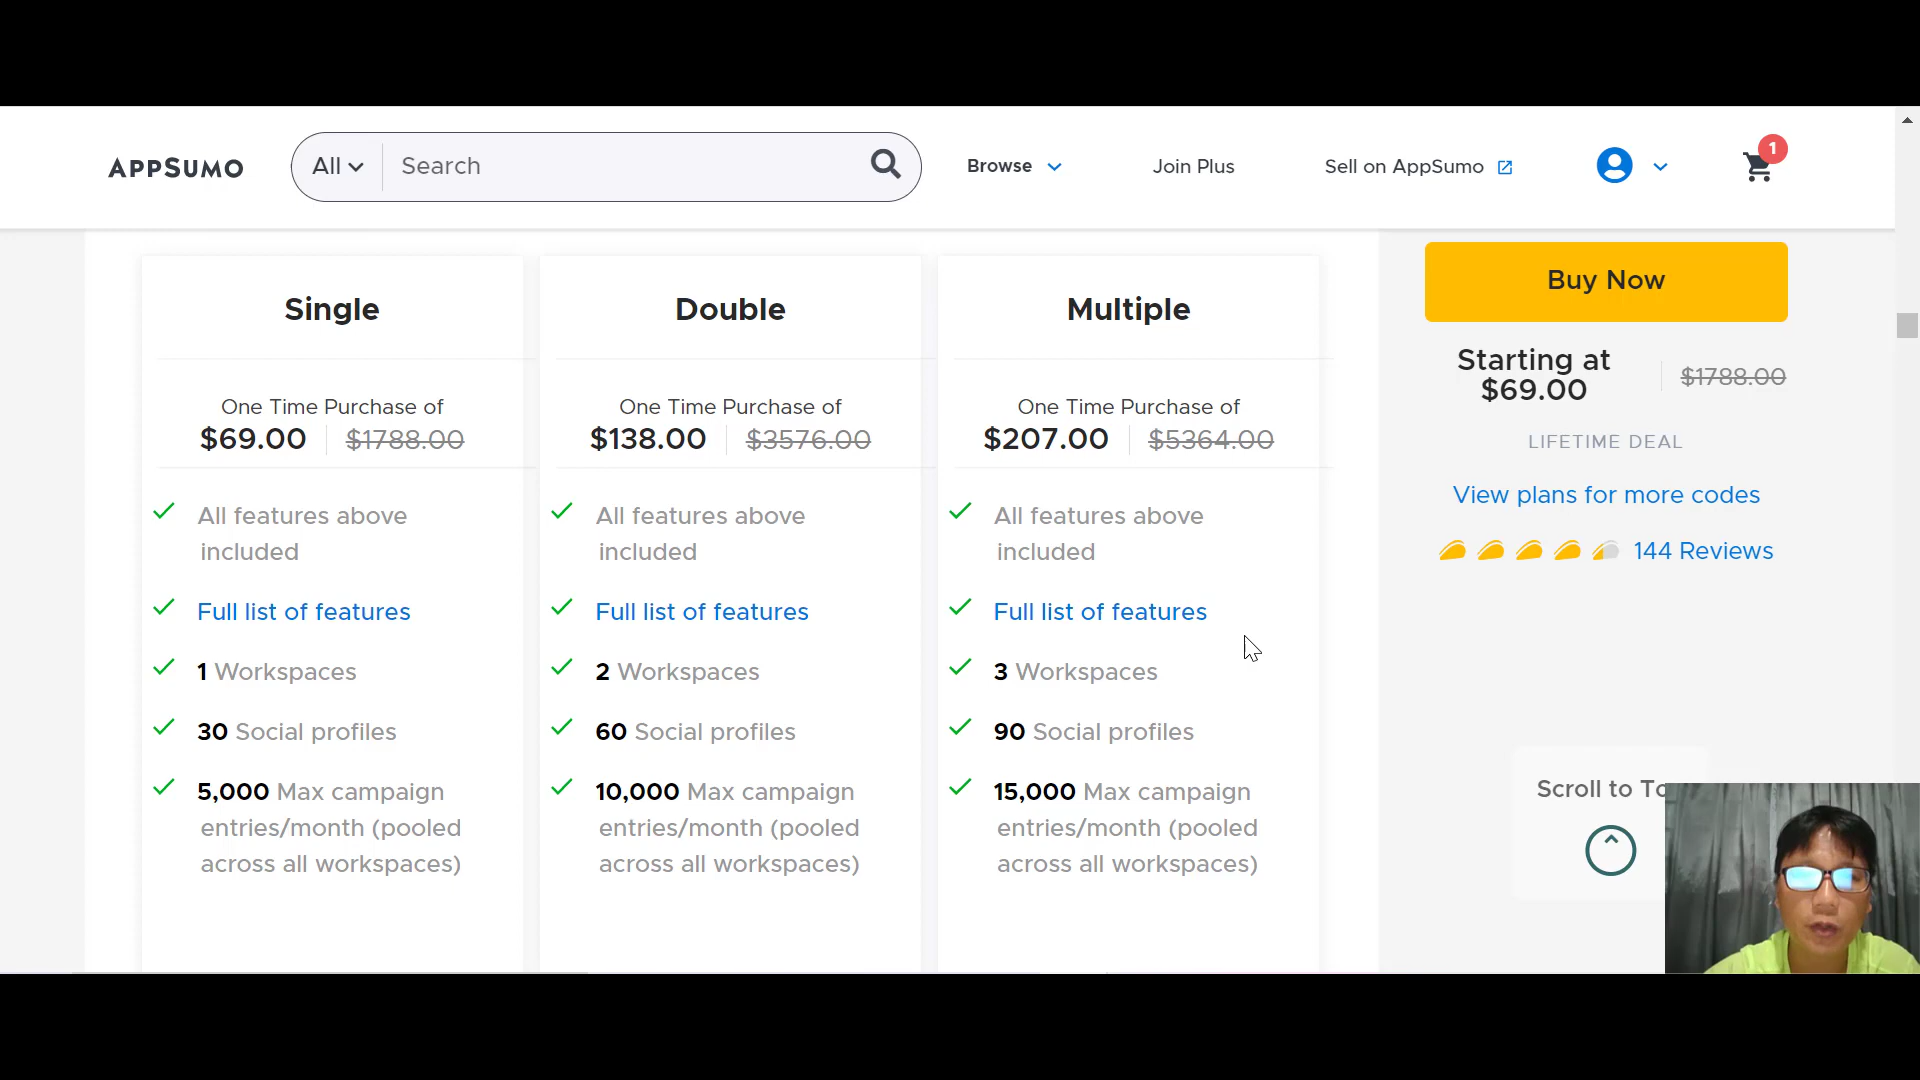 APPSUMO
All
Search
Browse
Join Plus
Sell on AppSumo
1
Single
One Time Purchase of
$69.00 $1788.00
All features above
included
Full list of features
1 Workspaces
30 Social profiles
5,000 Max campaign
entries/month (pooled
across all workspaces)
Double
One Time Purchase of
$138.00 $3576.00
All features above
included
Full list of features
2 Workspaces
60 Social profiles
10,000 Max campaign
entries/month (pooled
across all workspaces)
Multiple
One Time Purchase of
$207.00 $5364.00
All features above
included
Full list of features
3 Workspaces
90 Social profiles
15,000 Max campaign
entries/month (pooled
across all workspaces)
Buy Now
Starting at
$69.00
$1788.00
LIFETIME DEAL
View plans for more codes
144 Reviews
Scroll to